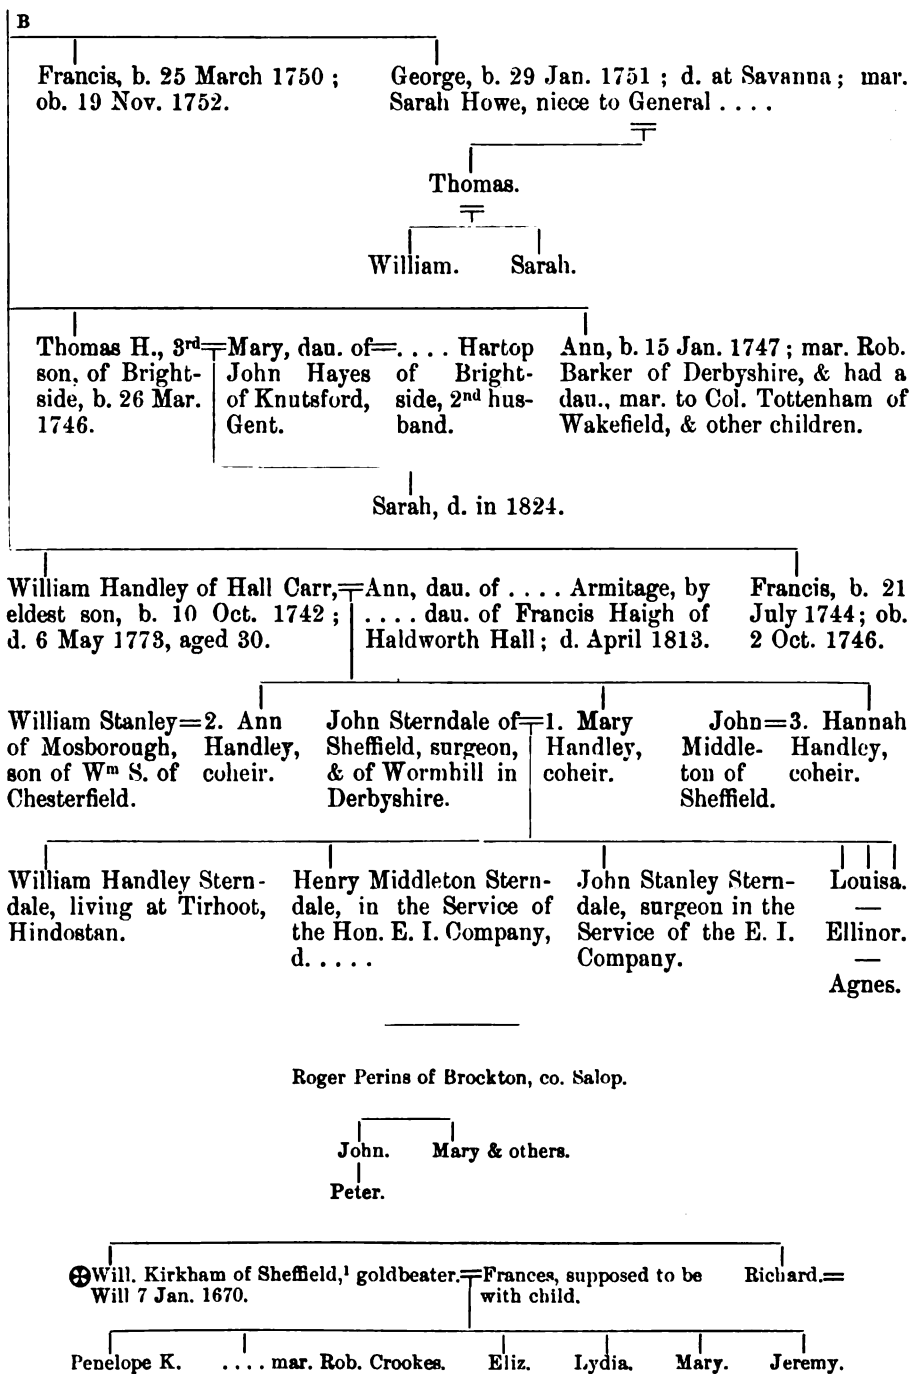 B
Francis, b. 25 March 1750 ;
ob. 19 Nov. 1752.
George, b. 29 Jan. 1751 ; d. at Savanna ; mar.
Sarah Howe, niece to General . . . .
Thomas.
William.
Sarah.
Thomas H., 3rd
son, of Bright-
side, b. 26 Mar.
1746.
=Mary, dau. of=
John Hayes
of Knutsford,
Gent.
. . . . Hartop
of Bright-
side, 2nd hus-
band.
Ann, b. 15 Jan. 1747 ; mar. Rob.
Barker of Derbyshire, & had a
dau., mar. to Col. Tottenham of
Wakefield, & other children.
Sarah, d. in 1824.
William Handley of Hall Carr,=
eldest son, b. 10 Oct. 1742 ;
d. 6 May 1773, aged 30.
Ann, dau. of . . . . Armitage, by
. . . . dau. of Francis Haigh of
Haldworth Hall ; d. April 1813.
Francis, b. 21
July 1744 ; ob.
2 Oct. 1746.
William Stanley=
of Mosborough,
son of Wm S. of
Chesterfield.
2. Ann
Handley,
coheir.
John Sterndale of=
Sheffield, surgeon,
& of Wormhill in
Derbyshire.
1. Mary
Handley,
coheir.
John=
Middle-
ton of
Sheffield.
3. Hannah
Handley,
coheir.
William Handley Stern-
dale, living at Tirhoot,
Hindostan.
Henry Middleton Stern-
dale, in the Service of
the Hon. E. I. Company,
d. . . . .
John Stanley Stern-
dale, surgeon in the
Service of the E. I.
Company.
Louisa.
—
Ellinor.
—
Agnes.
Roger Perins of Brockton, co. Salop.
John.
Mary & others.
Peter.
Will. Kirkham of Sheffield,¹ goldbeater.=
Will 7 Jan. 1670.
Frances, supposed to be
with child.
Richard.=
Penelope K.
. . . . mar. Rob. Crookes.
Eliz.
Lydia.
Mary.
Jeremy.